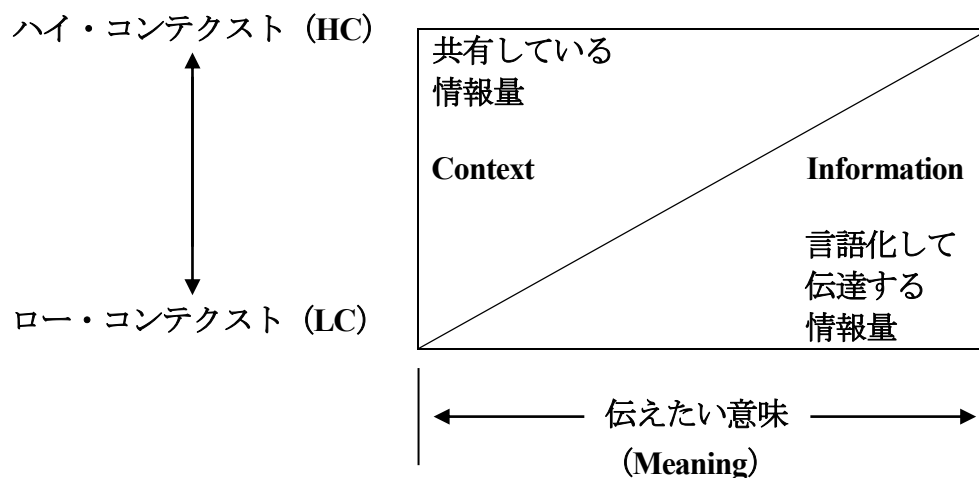 ハイ・コンテクスト（HC）
共有している
情報量
Context
Information
言語化して
伝達する
情報量
ロー・コンテクスト（LC）
伝えたい意味
（Meaning）